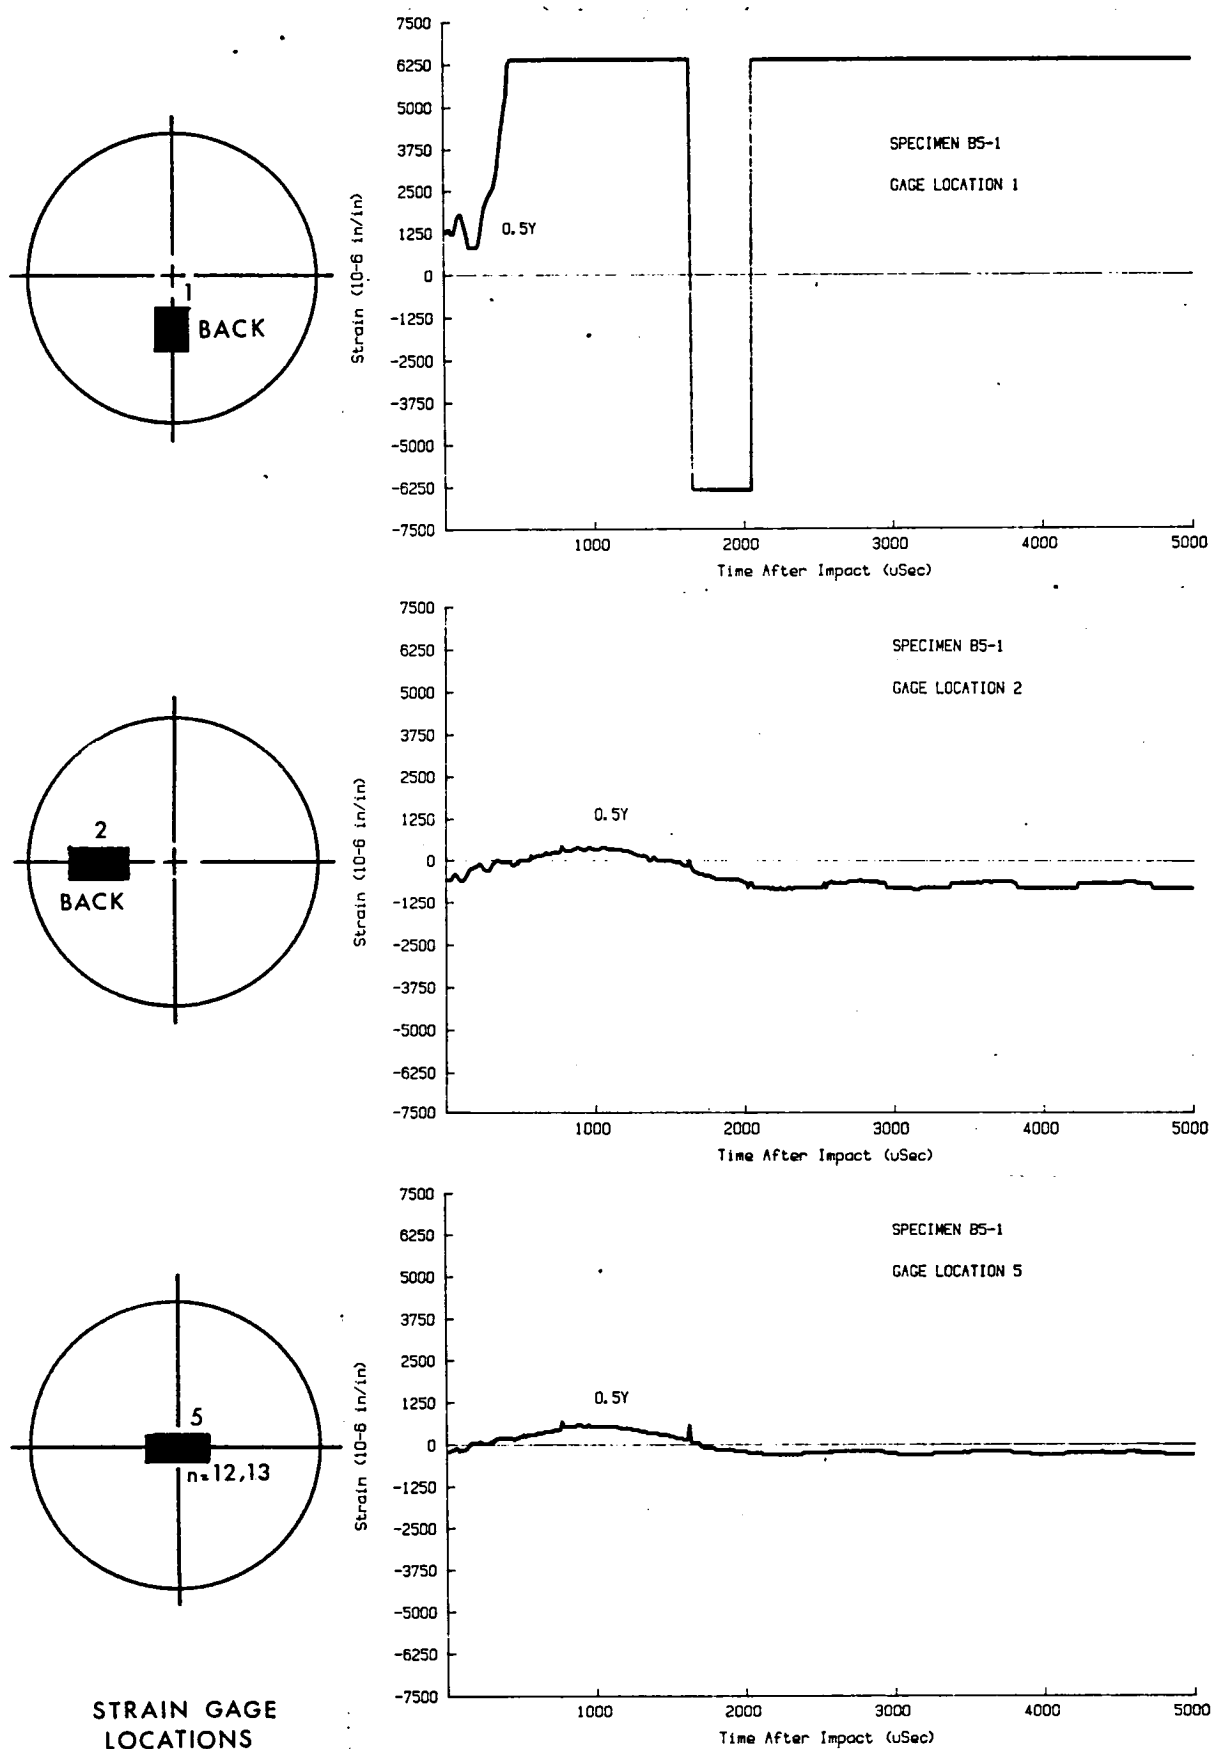 7500
6250
5000
3750
2500
1250
0
-1250
-2500
-3750
-5000
-6250
-7500
Strain (10-6 in/in)
SPECIMEN B5-1
GAGE LOCATION 1
0.5Y
1000 2000 3000 4000 5000
Time After Impact (uSec)
1
BACK
7500
6250
5000
3750
2500
1250
0
-1250
-2500
-3750
-5000
-6250
-7500
Strain (10-6 in/in)
SPECIMEN B5-1
GAGE LOCATION 2
0.5Y
1000 2000 3000 4000 5000
Time After Impact (uSec)
2
BACK
7500
6250
5000
3750
2500
1250
0
-1250
-2500
-3750
-5000
-6250
-7500
Strain (10-6 in/in)
SPECIMEN B5-1
GAGE LOCATION 5
0.5Y
1000 2000 3000 4000 5000
Time After Impact (uSec)
5
n=12,13
STRAIN GAGE
LOCATIONS